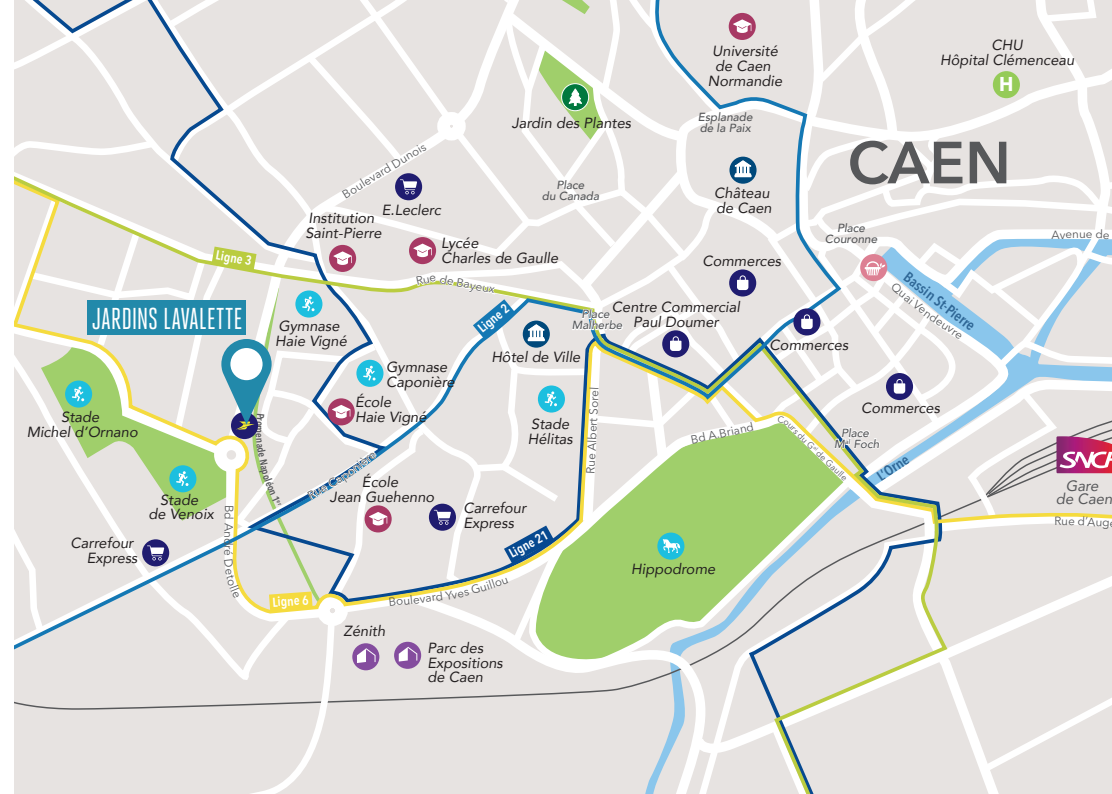 Université
de Caen
Normandie
CHU
Hôpital Clémenceau
H
Jardin des Plantes
Esplanade
de la Paix
CAEN
Boulevard Dunois
E.Leclerc
Place
du Canada
Château
de Caen
Institution
Saint-Pierre
Lycée
Charles de Gaulle
Place
Couronne
Avenue de
Ligne 3
Rue de Bayeux
Commerces
Bassin St-Pierre
Quai Vendeuvre
JARDINS LAVALETTE
Gymnase
Haie Vigné
Ligne 2
Place
Malherbe
Centre Commercial
Paul Doumer
Hôtel de Ville
Commerces
Gymnase
Caponière
Stade
Michel d'Ornano
École
Haie Vigné
Stade
Hélitas
Rue Albert Sorel
Commerces
Promenade Napoléon 1er
Bd A.Briand
Cours du Gal de Gaulle
Place
Mal Foch
L'Orne
SNCF
Gare
de Caen
Rue Caponière
École
Jean Guehenno
Stade
de Venoix
Carrefour
Express
Rue d'Auge
Carrefour
Express
Bd André Detolle
Ligne 21
Hippodrome
Ligne 6
Boulevard Yves Guillou
Zénith
Parc des
Expositions
de Caen